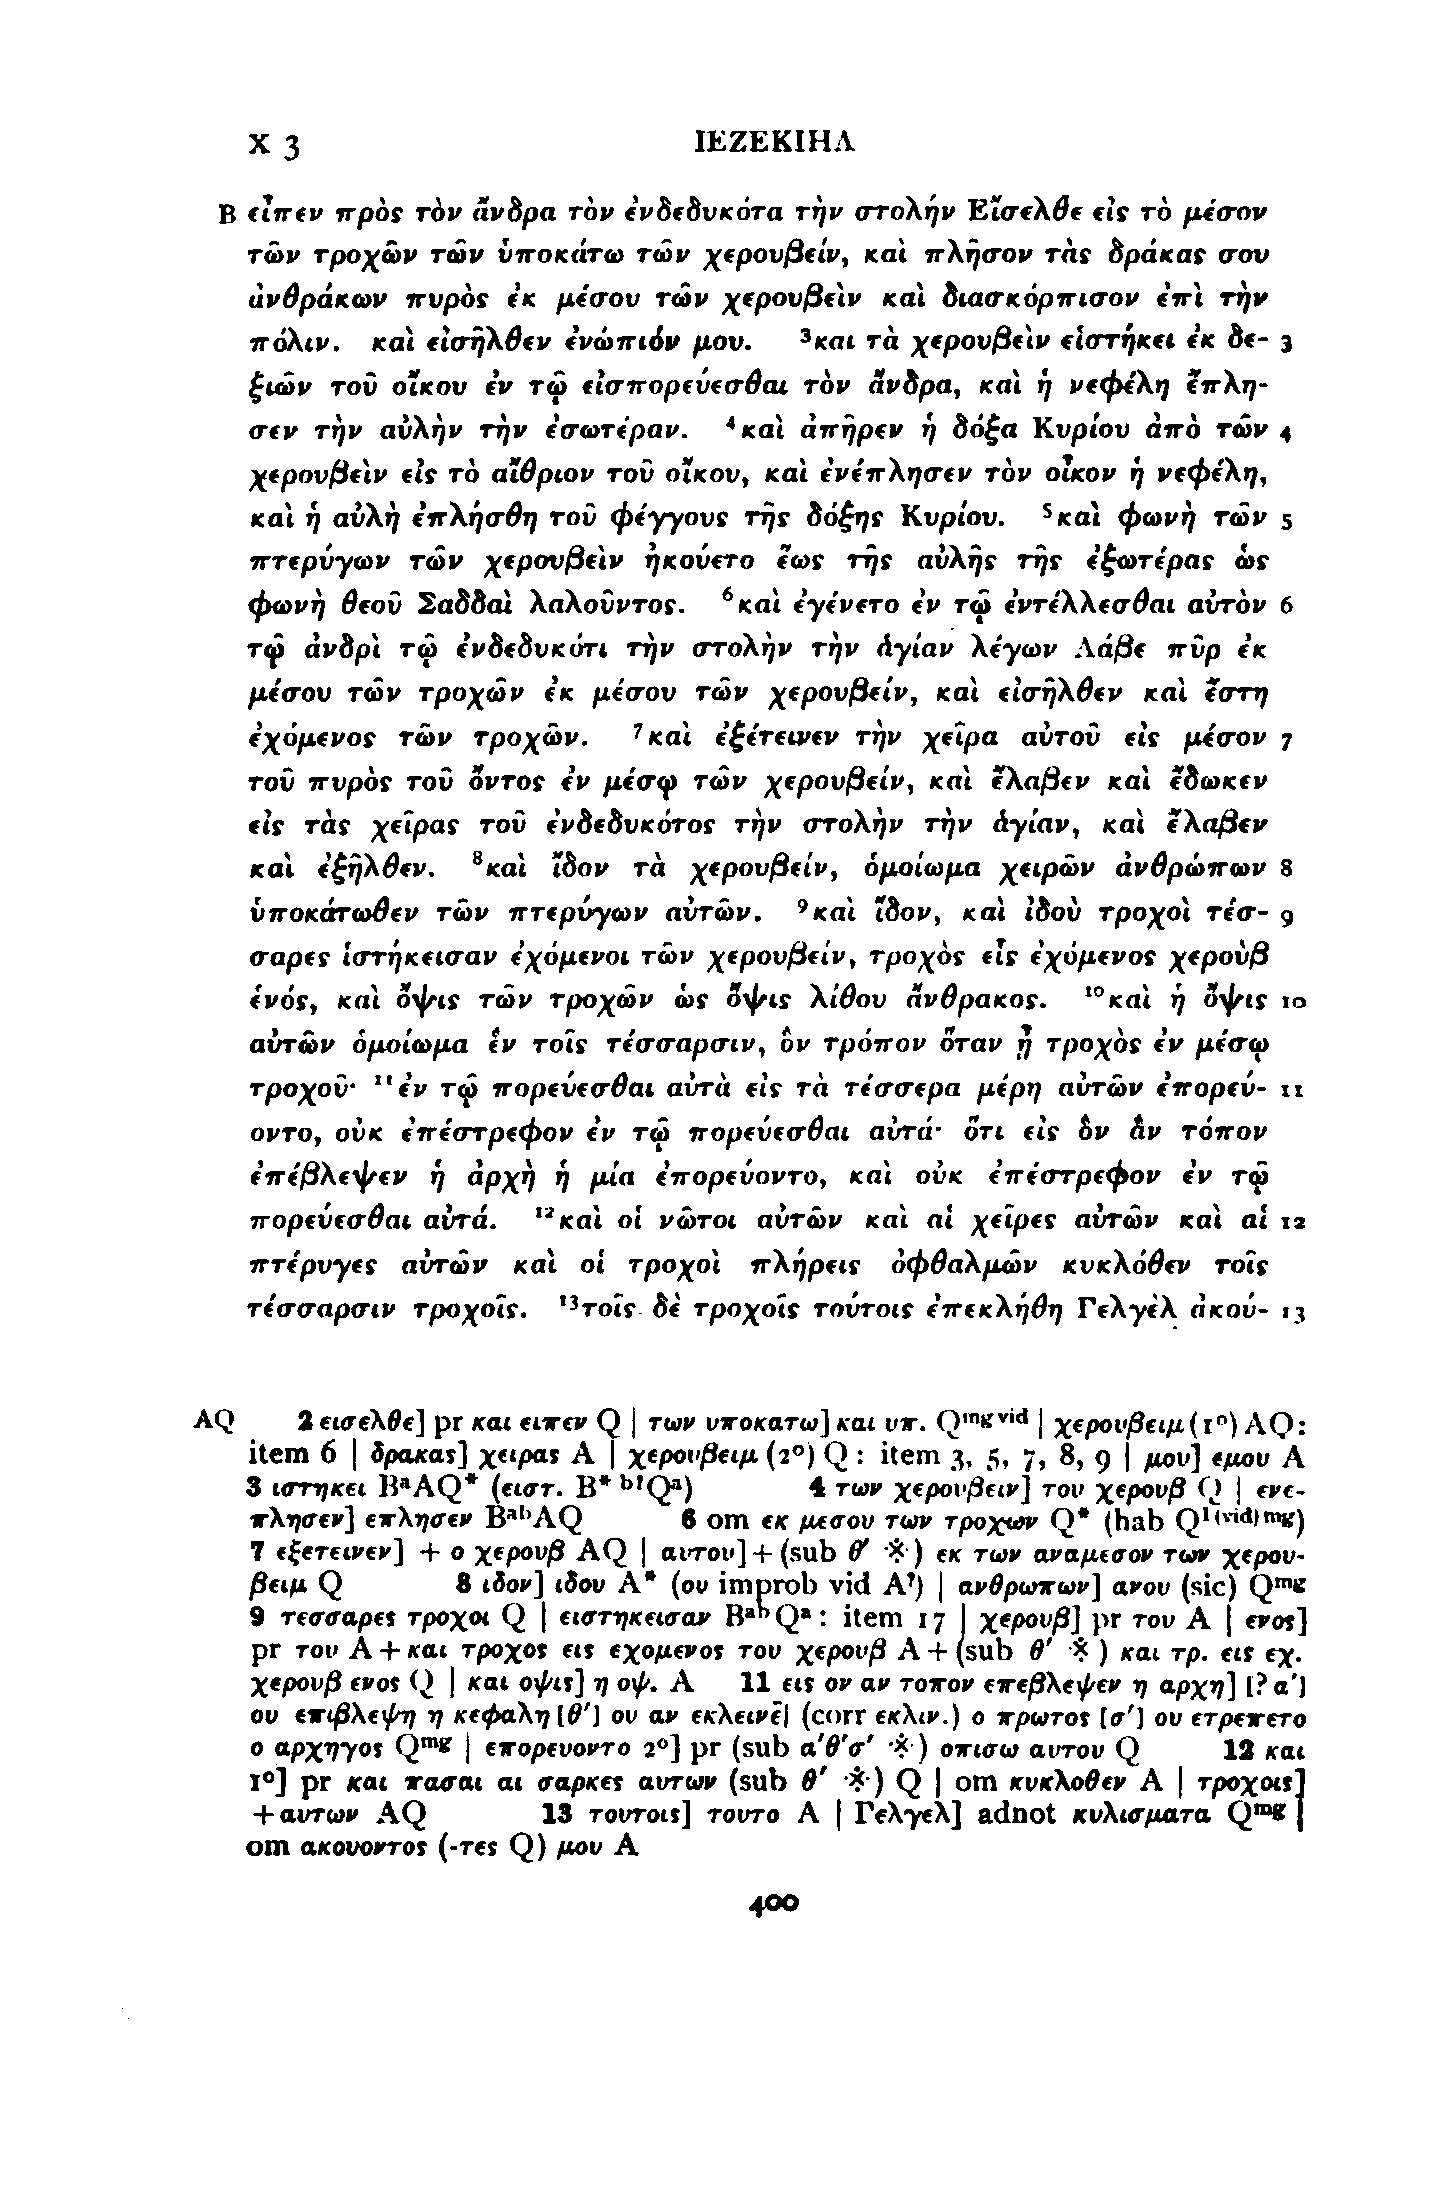 X 3 ΙΕΖΕΚΙΗΛ
B εἶπεν πρὸς τὸν ἄνδρα τὸν ἐνδεδυκότα τὴν στολήν Εἴσελθε εἰς τὸ μέσον
τῶν τροχῶν τῶν ὑποκάτω τῶν χερουβείν, καὶ πλῆσον τὰς δράκας σου
ἀνθράκων πυρὸς ἐκ μέσου τῶν χερουβεὶν καὶ διασκόρπισον ἐπὶ τὴν
πόλιν. καὶ εἰσῆλθεν ἐνώπιόν μου. ³και τὰ χερουβεὶν εἱστήκει ἐκ δε- 3
ξιῶν τοῦ οἴκου ἐν τῷ εἰσπορεύεσθαι τὸν ἄνδρα, καὶ ἡ νεφέλη ἔπλη-
σεν τὴν αὐλὴν τὴν ἐσωτέραν. ⁴καὶ ἀπῆρεν ἡ δόξα Κυρίου ἀπὸ τῶν 4
χερουβεὶν εἰς τὸ αἴθριον τοῦ οἴκου, καὶ ἐνέπλησεν τὸν οἶκον ἡ νεφέλη,
καὶ ἡ αὐλὴ ἐπλήσθη τοῦ φέγγους τῆς δόξης Κυρίου. ⁵καὶ φωνὴ τῶν 5
πτερύγων τῶν χερουβεὶν ἠκούετο ἕως τῆς αὐλῆς τῆς ἐξωτέρας ὡς
φωνὴ θεοῦ Σαδδαὶ λαλοῦντος. ⁶καὶ ἐγένετο ἐν τῷ ἐντέλλεσθαι αὐτὸν 6
τῷ ἀνδρὶ τῷ ἐνδεδυκότι τὴν στολὴν τὴν ἁγίαν λέγων Λάβε πῦρ ἐκ
μέσου τῶν τροχῶν ἐκ μέσου τῶν χερουβείν, καὶ εἰσῆλθεν καὶ ἔστη
ἐχόμενος τῶν τροχῶν. ⁷καὶ ἐξέτεινεν τὴν χεῖρα αὐτοῦ εἰς μέσον 7
τοῦ πυρὸς τοῦ ὄντος ἐν μέσῳ τῶν χερουβείν, καὶ ἔλαβεν καὶ ἔδωκεν
εἰς τὰς χεῖρας τοῦ ἐνδεδυκότος τὴν στολὴν τὴν ἁγίαν, καὶ ἔλαβεν
καὶ ἐξῆλθεν. ⁸καὶ ἴδον τὰ χερουβείν, ὁμοίωμα χειρῶν ἀνθρώπων 8
ὑποκάτωθεν τῶν πτερύγων αὐτῶν. ⁹καὶ ἴδον, καὶ ἰδοὺ τροχοὶ τέσ- 9
σαρες ἱστήκεισαν ἐχόμενοι τῶν χερουβείν, τροχὸς εἷς ἐχόμενος χεροὺβ
ἑνός, καὶ ὄψις τῶν τροχῶν ὡς ὄψις λίθου ἄνθρακος. ¹⁰καὶ ἡ ὄψις 10
αὐτῶν ὁμοίωμα ἓν τοῖς τέσσαρσιν, ὃν τρόπον ὅταν ᾖ τροχὸς ἐν μέσῳ
τροχοῦ· ¹¹ἐν τῷ πορεύεσθαι αὐτὰ εἰς τὰ τέσσερα μέρη αὐτῶν ἐπορεύ- 11
οντο, οὐκ ἐπέστρεφον ἐν τῷ πορεύεσθαι αὐτά· ὅτι εἰς ὃν ἂν τόπον
ἐπέβλεψεν ἡ ἀρχὴ ἡ μία ἐπορεύοντο, καὶ οὐκ ἐπέστρεφον ἐν τῷ
πορεύεσθαι αὐτά. ¹²καὶ οἱ νῶτοι αὐτῶν καὶ αἱ χεῖρες αὐτῶν καὶ αἱ 12
πτέρυγες αὐτῶν καὶ οἱ τροχοὶ πλήρεις ὀφθαλμῶν κυκλόθεν τοῖς
τέσσαρσιν τροχοῖς. ¹³τοῖς δὲ τροχοῖς τούτοις ἐπεκλήθη Γελγὲλ ἀκού- 13
AQ 2 εισελθε] pr και ειπεν Q | των υποκατω] και υπ. Qᵐᵍ ᵛⁱᵈ | χερουβειμ (1°) AQ:
item 6 | δρακας] χειρας A | χερουβειμ (2°) Q : item 3, 5, 7, 8, 9 | μου] εμου A
3 ιστηκει BᵃAQ* (ειστ. B* ᵇ?Qᵃ) 4 των χερουβειν] του χερουβ Q | ενε-
πλησεν] επλησεν BᵃᵇAQ 6 om εκ μεσου των τροχων Q* (hab Q¹⁽ᵛⁱᵈ⁾ᵐᵍ)
7 εξετεινεν] + ο χερουβ AQ | αυτου] + (sub θ′ ※) εκ των αναμεσον των χερου-
βειμ Q 8 ιδον] ιδου A* (ου improb vid A?) | ανθρωπων] ανου (sic) Qᵐᵍ
9 τεσσαρες τροχοι Q | ειστηκεισαν BᵃᵇQᵃ : item 17 | χερουβ] pr του A | ενος]
pr του A + και τροχος εις εχομενος του χερουβ A + (sub θ′ ※) και τρ. εις εχ.
χερουβ ενος Q | και οψις] η οψ. A 11 εις ον αν τοπον επεβλεψεν η αρχη] [? α′]
ου επιβλεψη η κεφαλη [θ′] ου αν εκλεινε̄| (corr εκλιν.) ο πρωτος [σ′] ου ετρεπετο
ο αρχηγος Qᵐᵍ | επορευοντο 2°] pr (sub α′θ′σ′ ※) οπισω αυτου Q 12 και
1°] pr και πασαι αι σαρκες αυτων (sub θ′ ※) Q | om κυκλοθεν A | τροχοις]
+ αυτων AQ 13 τουτοις] τουτο A | Γελγελ] adnot κυλισματα Qᵐᵍ |
om ακουοντος (-τες Q) μου A
400